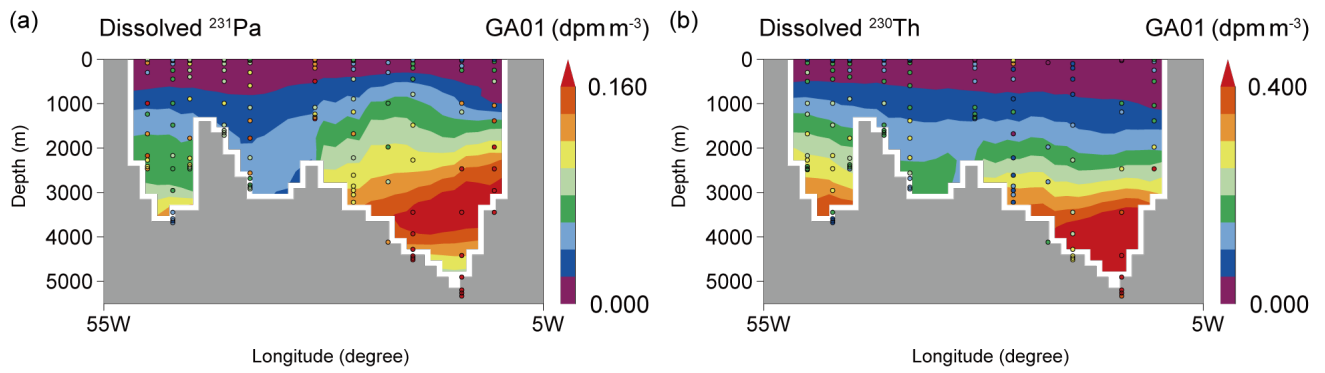 (a) Dissolved ²³¹Pa GA01 (dpm m⁻³)
0
1000
2000
3000
4000
5000
Depth (m)
55W 5W
Longitude (degree)
0.160
0.000
(b) Dissolved ²³⁰Th GA01 (dpm m⁻³)
0
1000
2000
3000
4000
5000
Depth (m)
55W 5W
Longitude (degree)
0.400
0.000